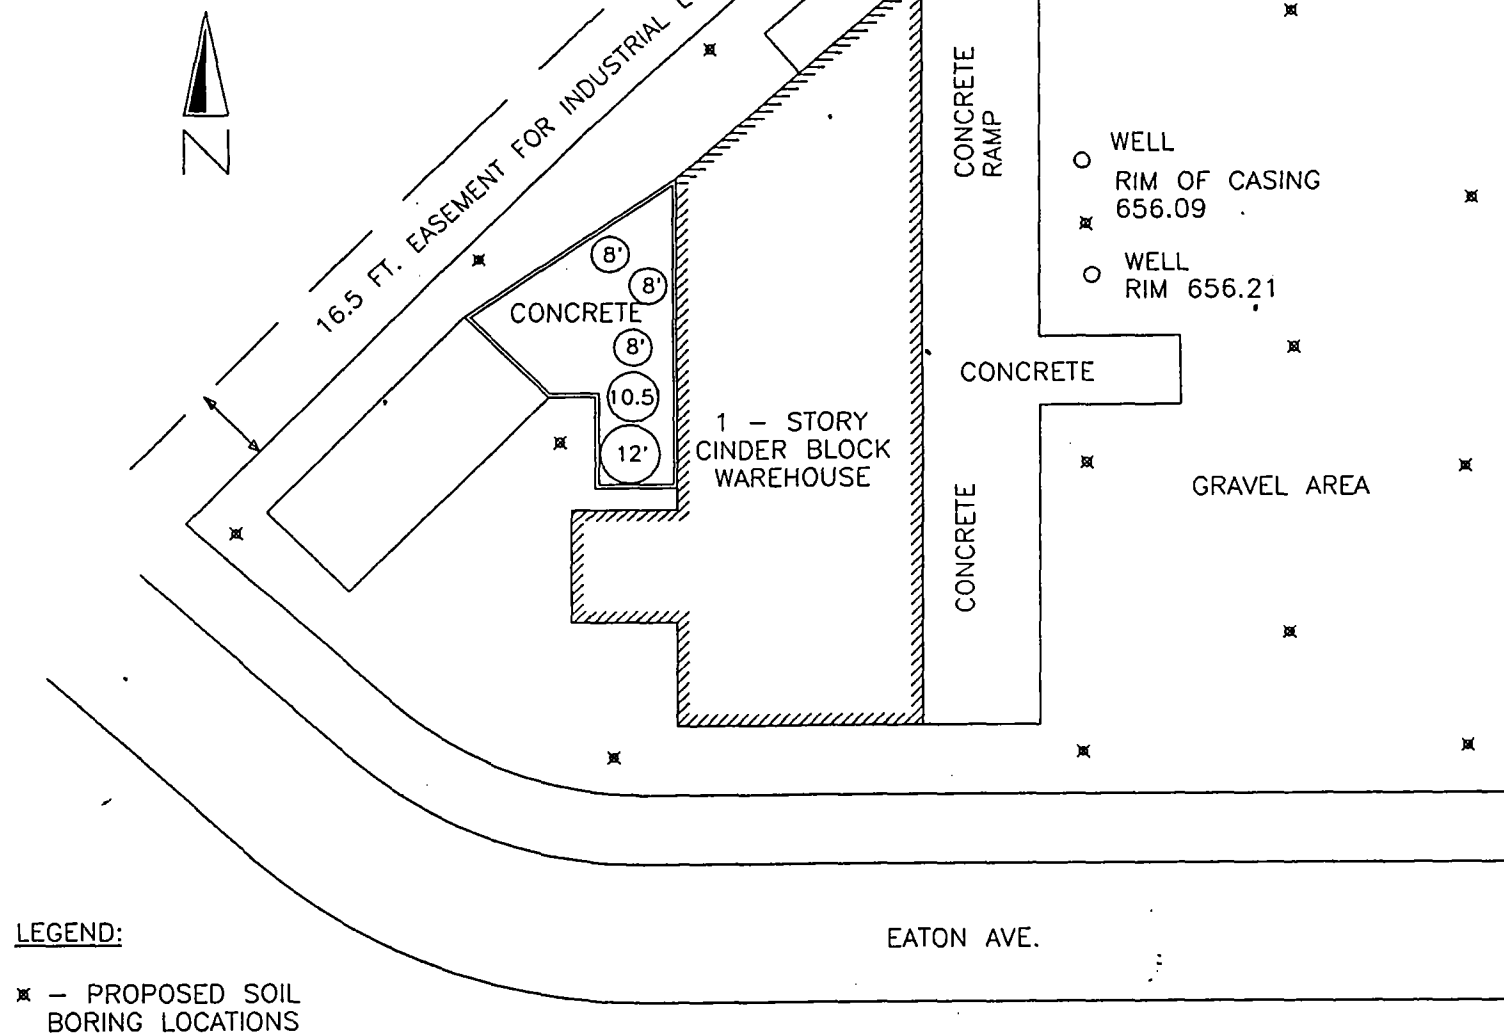 N
16.5 FT. EASEMENT FOR INDUSTRIAL
CONCRETE
RAMP
WELL
RIM OF CASING
656.09
WELL
RIM 656.21
8'
8'
CONCRETE
8'
10.5
12'
1 – STORY
CINDER BLOCK
WAREHOUSE
CONCRETE
CONCRETE
GRAVEL AREA
EATON AVE.
LEGEND:
– PROPOSED SOIL
BORING LOCATIONS